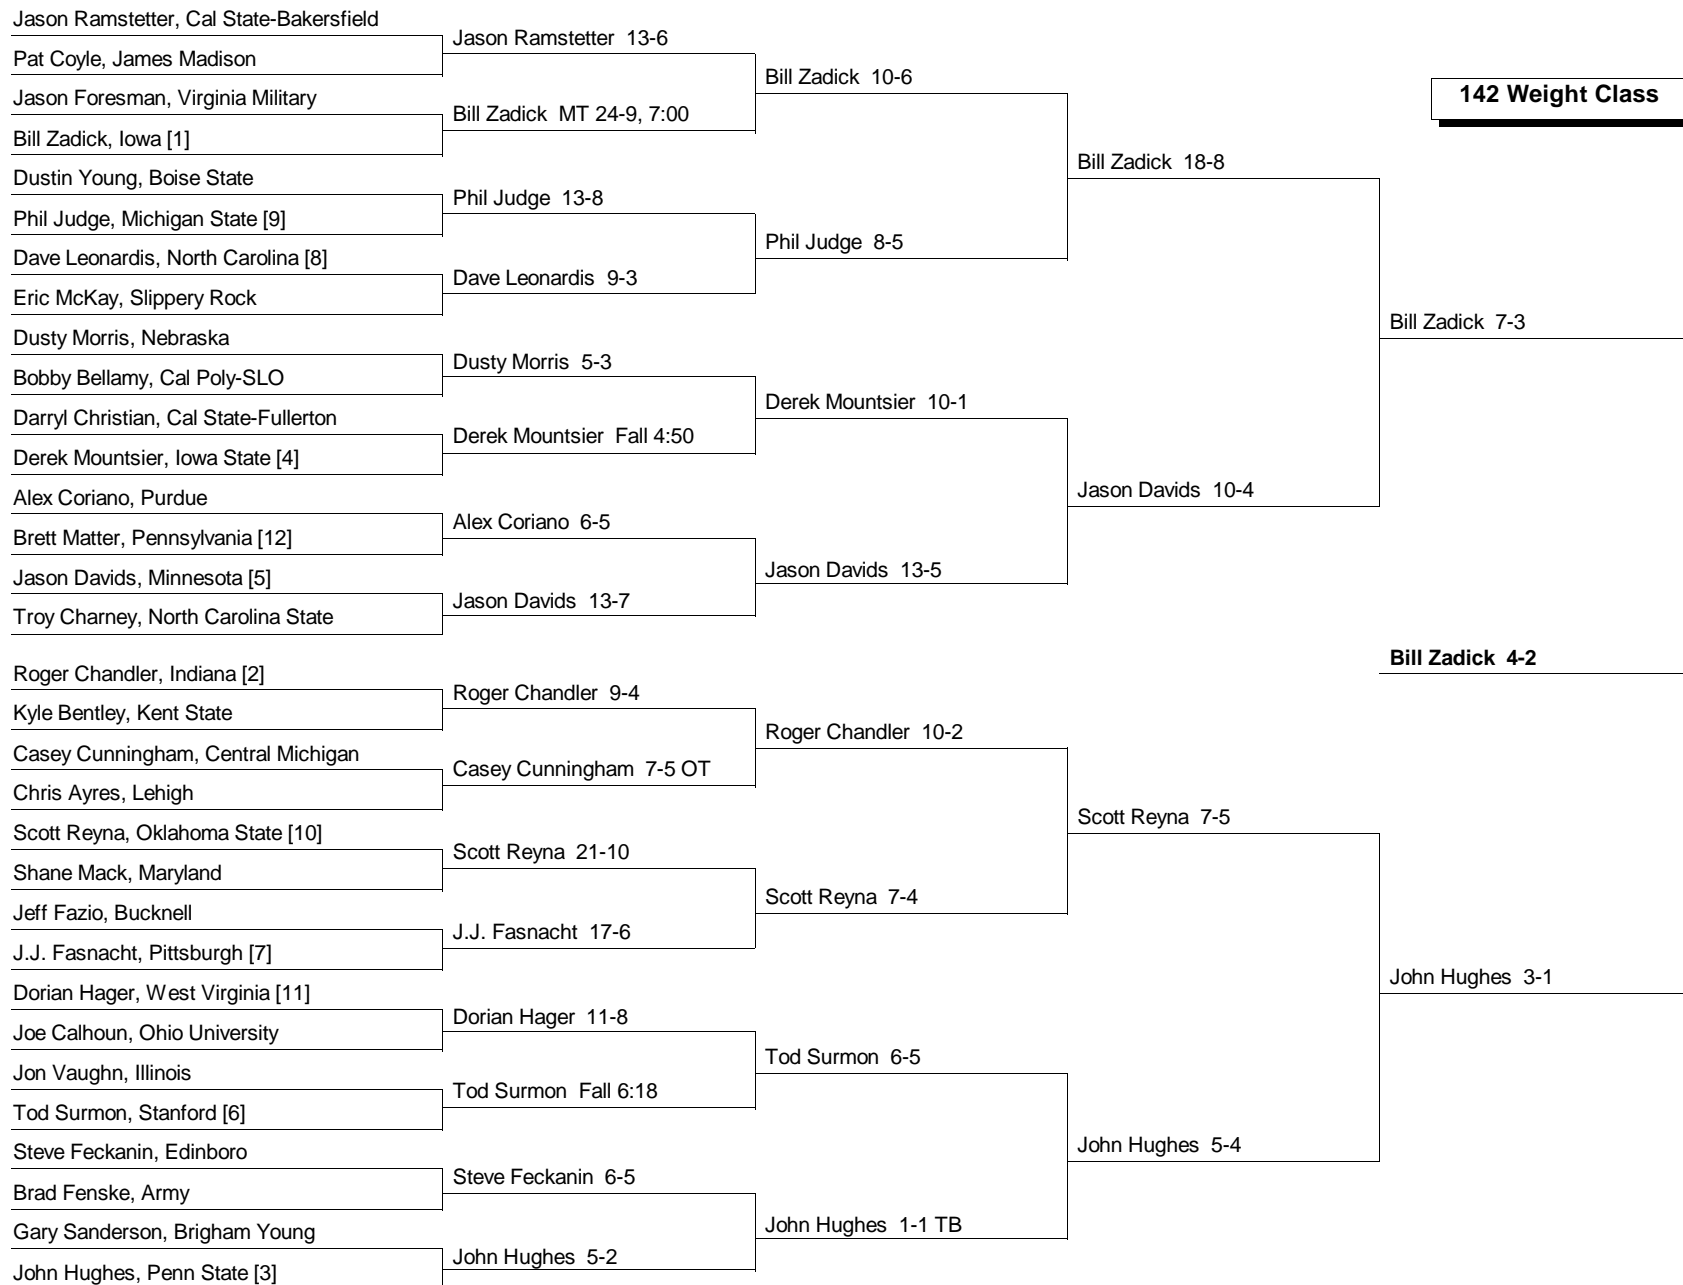 Jason Ramstetter, Cal State-Bakersfield
Pat Coyle, James Madison
Jason Foresman, Virginia Military
Bill Zadick, Iowa [1]
Dustin Young, Boise State
Phil Judge, Michigan State [9]
Dave Leonardis, North Carolina [8]
Eric McKay, Slippery Rock
Dusty Morris, Nebraska
Bobby Bellamy, Cal Poly-SLO
Darryl Christian, Cal State-Fullerton
Derek Mountsier, Iowa State [4]
Alex Coriano, Purdue
Brett Matter, Pennsylvania [12]
Jason Davids, Minnesota [5]
Troy Charney, North Carolina State
Roger Chandler, Indiana [2]
Kyle Bentley, Kent State
Casey Cunningham, Central Michigan
Chris Ayres, Lehigh
Scott Reyna, Oklahoma State [10]
Shane Mack, Maryland
Jeff Fazio, Bucknell
J.J. Fasnacht, Pittsburgh [7]
Dorian Hager, West Virginia [11]
Joe Calhoun, Ohio University
Jon Vaughn, Illinois
Tod Surmon, Stanford [6]
Steve Feckanin, Edinboro
Brad Fenske, Army
Gary Sanderson, Brigham Young
John Hughes, Penn State [3]
Jason Ramstetter 13-6
Bill Zadick MT 24-9, 7:00
Phil Judge 13-8
Dave Leonardis 9-3
Dusty Morris 5-3
Derek Mountsier Fall 4:50
Alex Coriano 6-5
Jason Davids 13-7
Roger Chandler 9-4
Casey Cunningham 7-5 OT
Scott Reyna 21-10
J.J. Fasnacht 17-6
Dorian Hager 11-8
Tod Surmon Fall 6:18
Steve Feckanin 6-5
John Hughes 5-2
Bill Zadick 10-6
Phil Judge 8-5
Derek Mountsier 10-1
Jason Davids 13-5
Roger Chandler 10-2
Scott Reyna 7-4
Tod Surmon 6-5
John Hughes 1-1 TB
Bill Zadick 18-8
Jason Davids 10-4
Scott Reyna 7-5
John Hughes 5-4
142 Weight Class
Bill Zadick 7-3
Bill Zadick 4-2
John Hughes 3-1